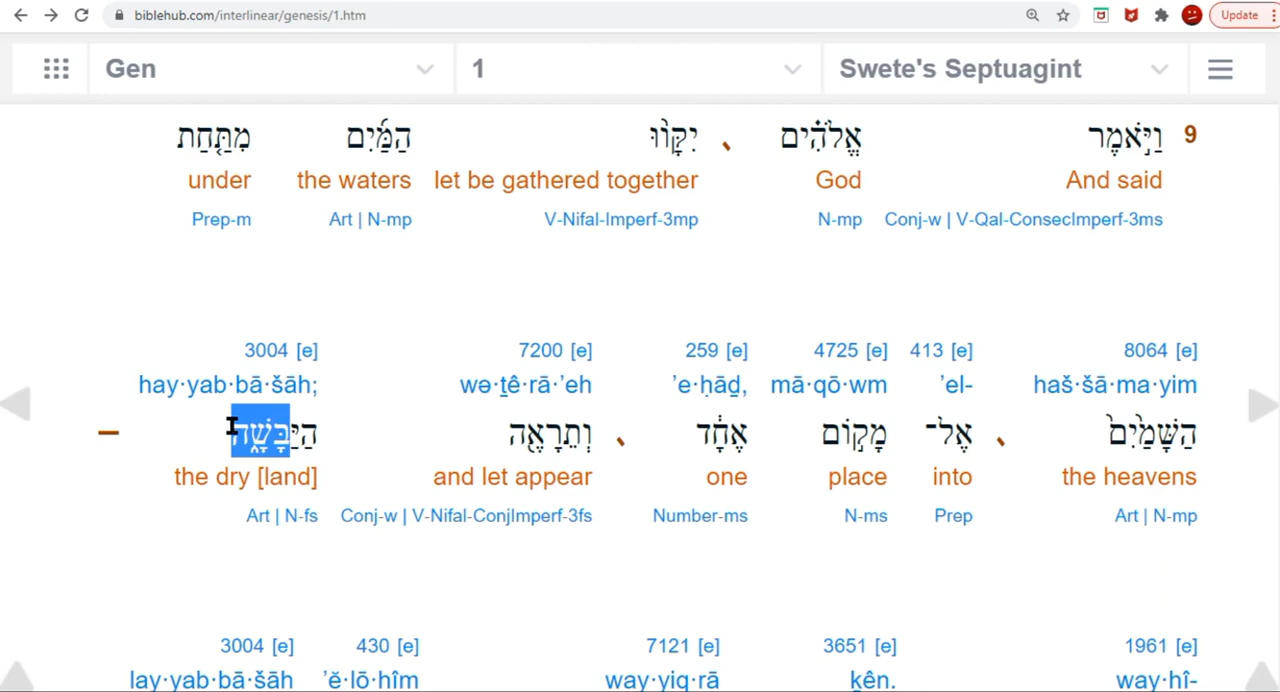 biblehub.com/interlinear/genesis/1.htm Update
Gen 1 Swete's Septuagint
9 וַיֹּ֣אמֶר אֱלֹהִ֗ים יִקָּו֨וּ הַמַּ֜יִם מִתַּ֤חַת
And said God let be gathered together the waters under
Conj-w | V-Qal-ConsecImperf-3ms N-mp V-Nifal-Imperf-3mp Art | N-mp Prep-m
8064 [e] 413 [e] 4725 [e] 259 [e] 7200 [e] 3004 [e]
haš·šā·ma·yim ’el- mā·qō·wm ’e·ḥāḏ, wə·ṯê·rā·’eh hay·yab·bā·šāh;
הַשָּׁמַ֙יִם֙ אֶל־ מָק֣וֹם אֶחָ֔ד וְתֵרָאֶ֖ה הַיַּבָּשָׁ֑ה –
the heavens into place one and let appear the dry [land]
Art | N-mp Prep N-ms Number-ms Conj-w | V-Nifal-ConjImperf-3fs Art | N-fs
1961 [e] 3651 [e] 7121 [e] 430 [e] 3004 [e]
way·hî- ḵên. way·yiq·rā ’ĕ·lō·hîm lay·yab·bā·šāh